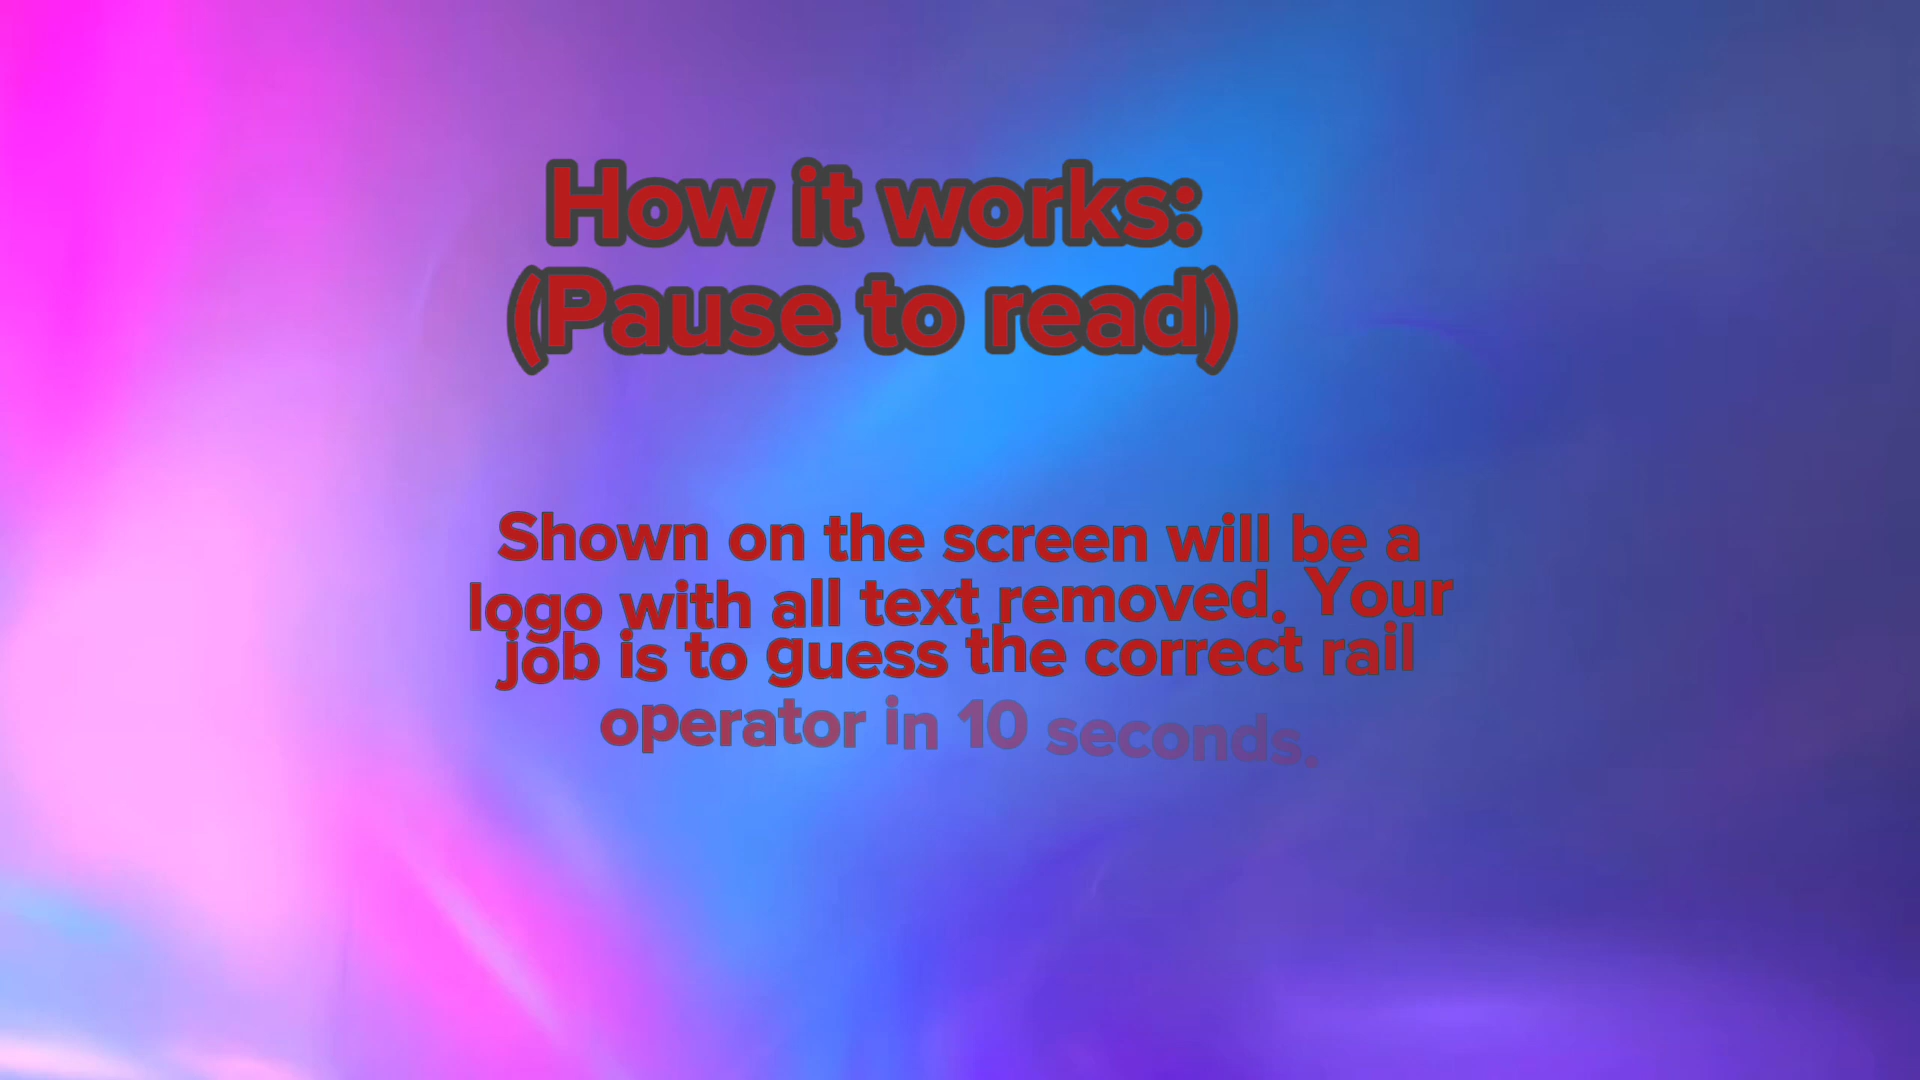 How it works:
(Pause to read)
Shown on the screen will be a
logo with all text removed. Your
job is to guess the correct rail
operator in 10 seconds.